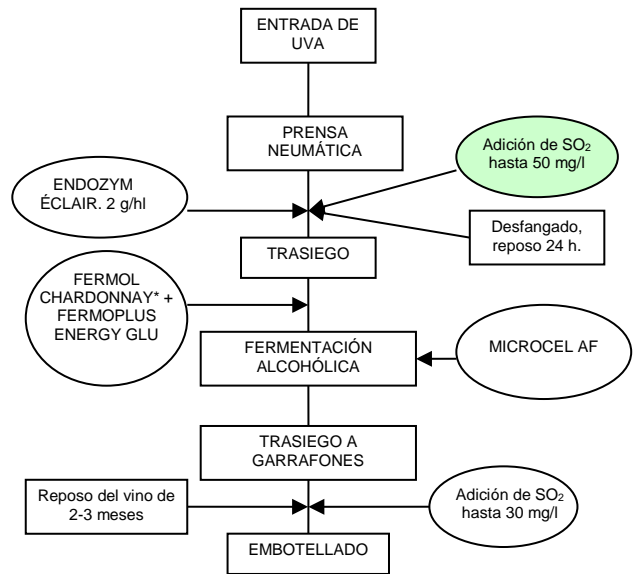 ENTRADA DE
UVA
PRENSA
NEUMÁTICA
Adición de SO₂
hasta 50 mg/l
ENDOZYM
ÉCLAIR. 2 g/hl
Desfangado,
reposo 24 h.
TRASIEGO
FERMOL
CHARDONNAY* +
FERMOPLUS
ENERGY GLU
FERMENTACIÓN
ALCOHÓLICA
MICROCEL AF
TRASIEGO A
GARRAFONES
Reposo del vino de
2-3 meses
Adición de SO₂
hasta 30 mg/l
EMBOTELLADO